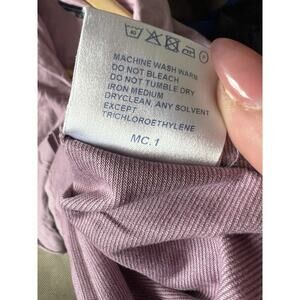 MACHINE WASH WARM
DO NOT BLEACH
DO NOT TUMBLE DRY
IRON MEDIUM
DRYCLEAN, ANY SOLVENT
EXCEPT
TRICHLOROETHYLENE
MC.1